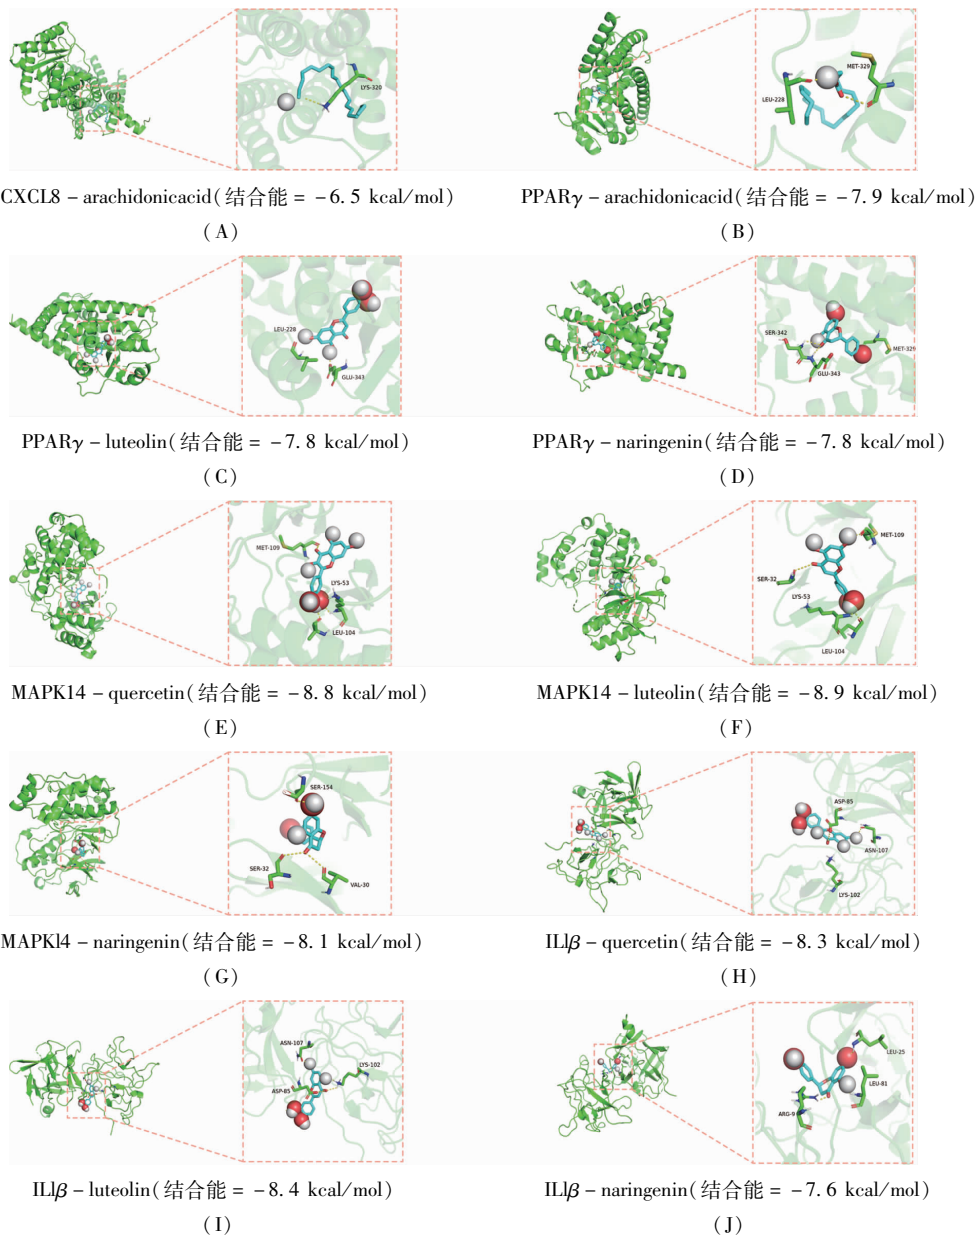 LYS-320
MET-329
LEU-228
CXCL8 – arachidonicacid(结合能 = –6.5 kcal/mol)
PPARγ – arachidonicacid(结合能 = –7.9 kcal/mol)
(A)
(B)
LEU-228
GLU-343
SER-342
MET-329
GLU-343
PPARγ – luteolin(结合能 = –7.8 kcal/mol)
PPARγ – naringenin(结合能 = –7.8 kcal/mol)
(C)
(D)
MET-109
LYS-53
LEU-104
MET-109
SER-32
LYS-53
LEU-104
MAPK14 – quercetin(结合能 = –8.8 kcal/mol)
MAPK14 – luteolin(结合能 = –8.9 kcal/mol)
(E)
(F)
SER-154
SER-32
VAL-30
ASP-85
ASN-107
LYS-102
MAPKl4 – naringenin(结合能 = –8.1 kcal/mol)
ILlβ – quercetin(结合能 = –8.3 kcal/mol)
(G)
(H)
ASN-107
LYS-102
ASP-85
LEU-25
LEU-81
ARG-9
ILlβ – luteolin(结合能 = –8.4 kcal/mol)
ILlβ – naringenin(结合能 = –7.6 kcal/mol)
(I)
(J)